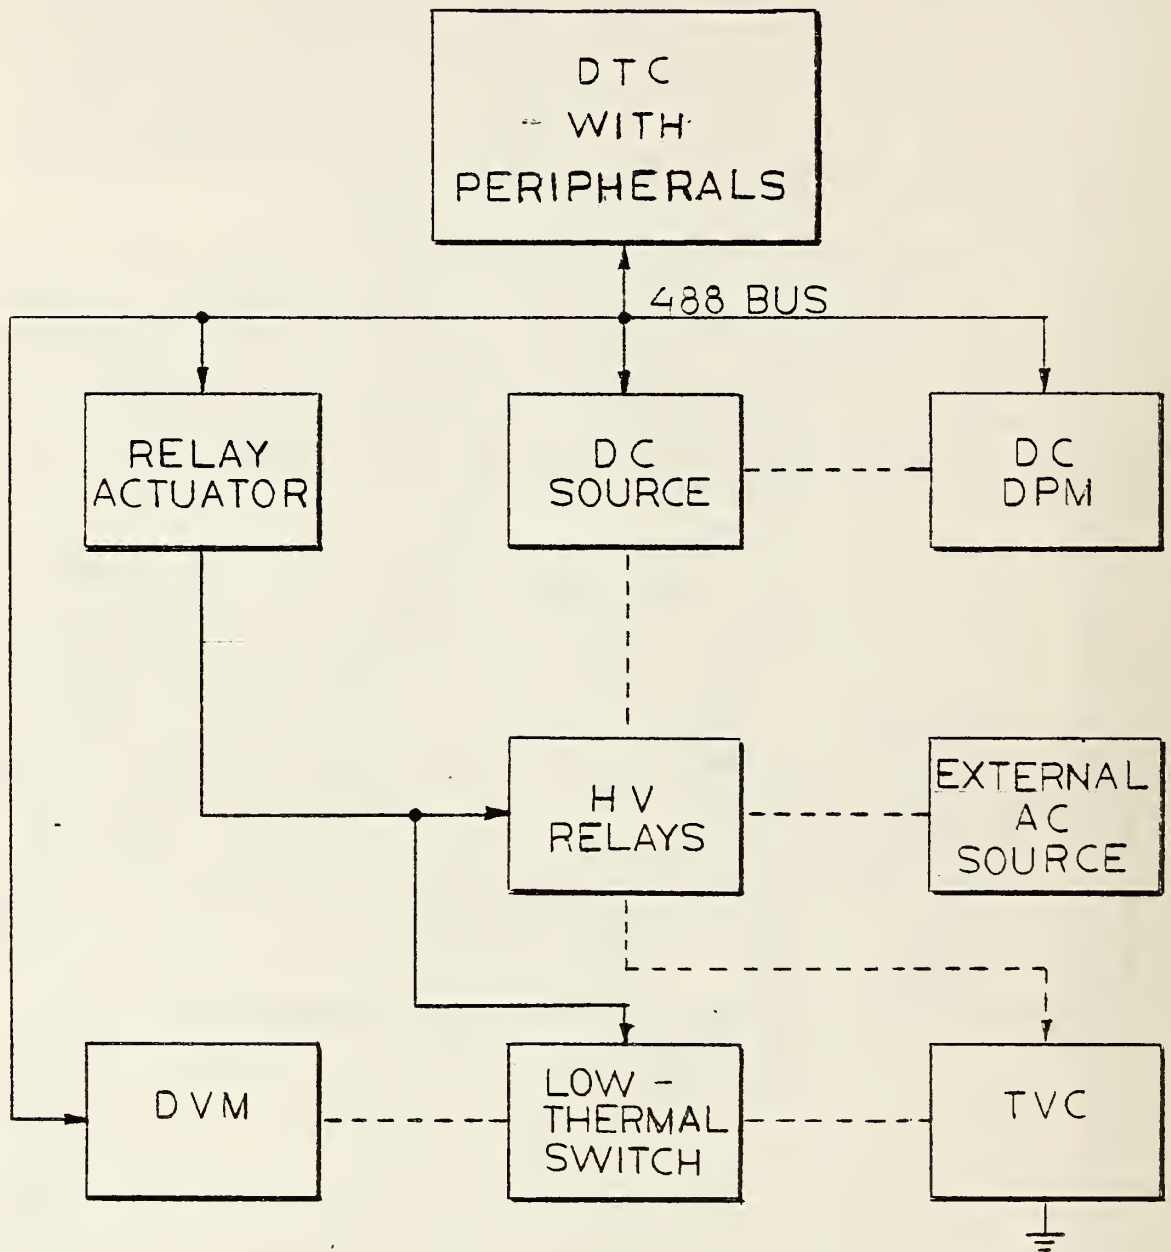 DTC
WITH
PERIPHERALS
488 BUS
RELAY
ACTUATOR
DC
SOURCE
DC
DPM
HV
RELAYS
EXTERNAL
AC
SOURCE
DVM
LOW -
THERMAL
SWITCH
TVC